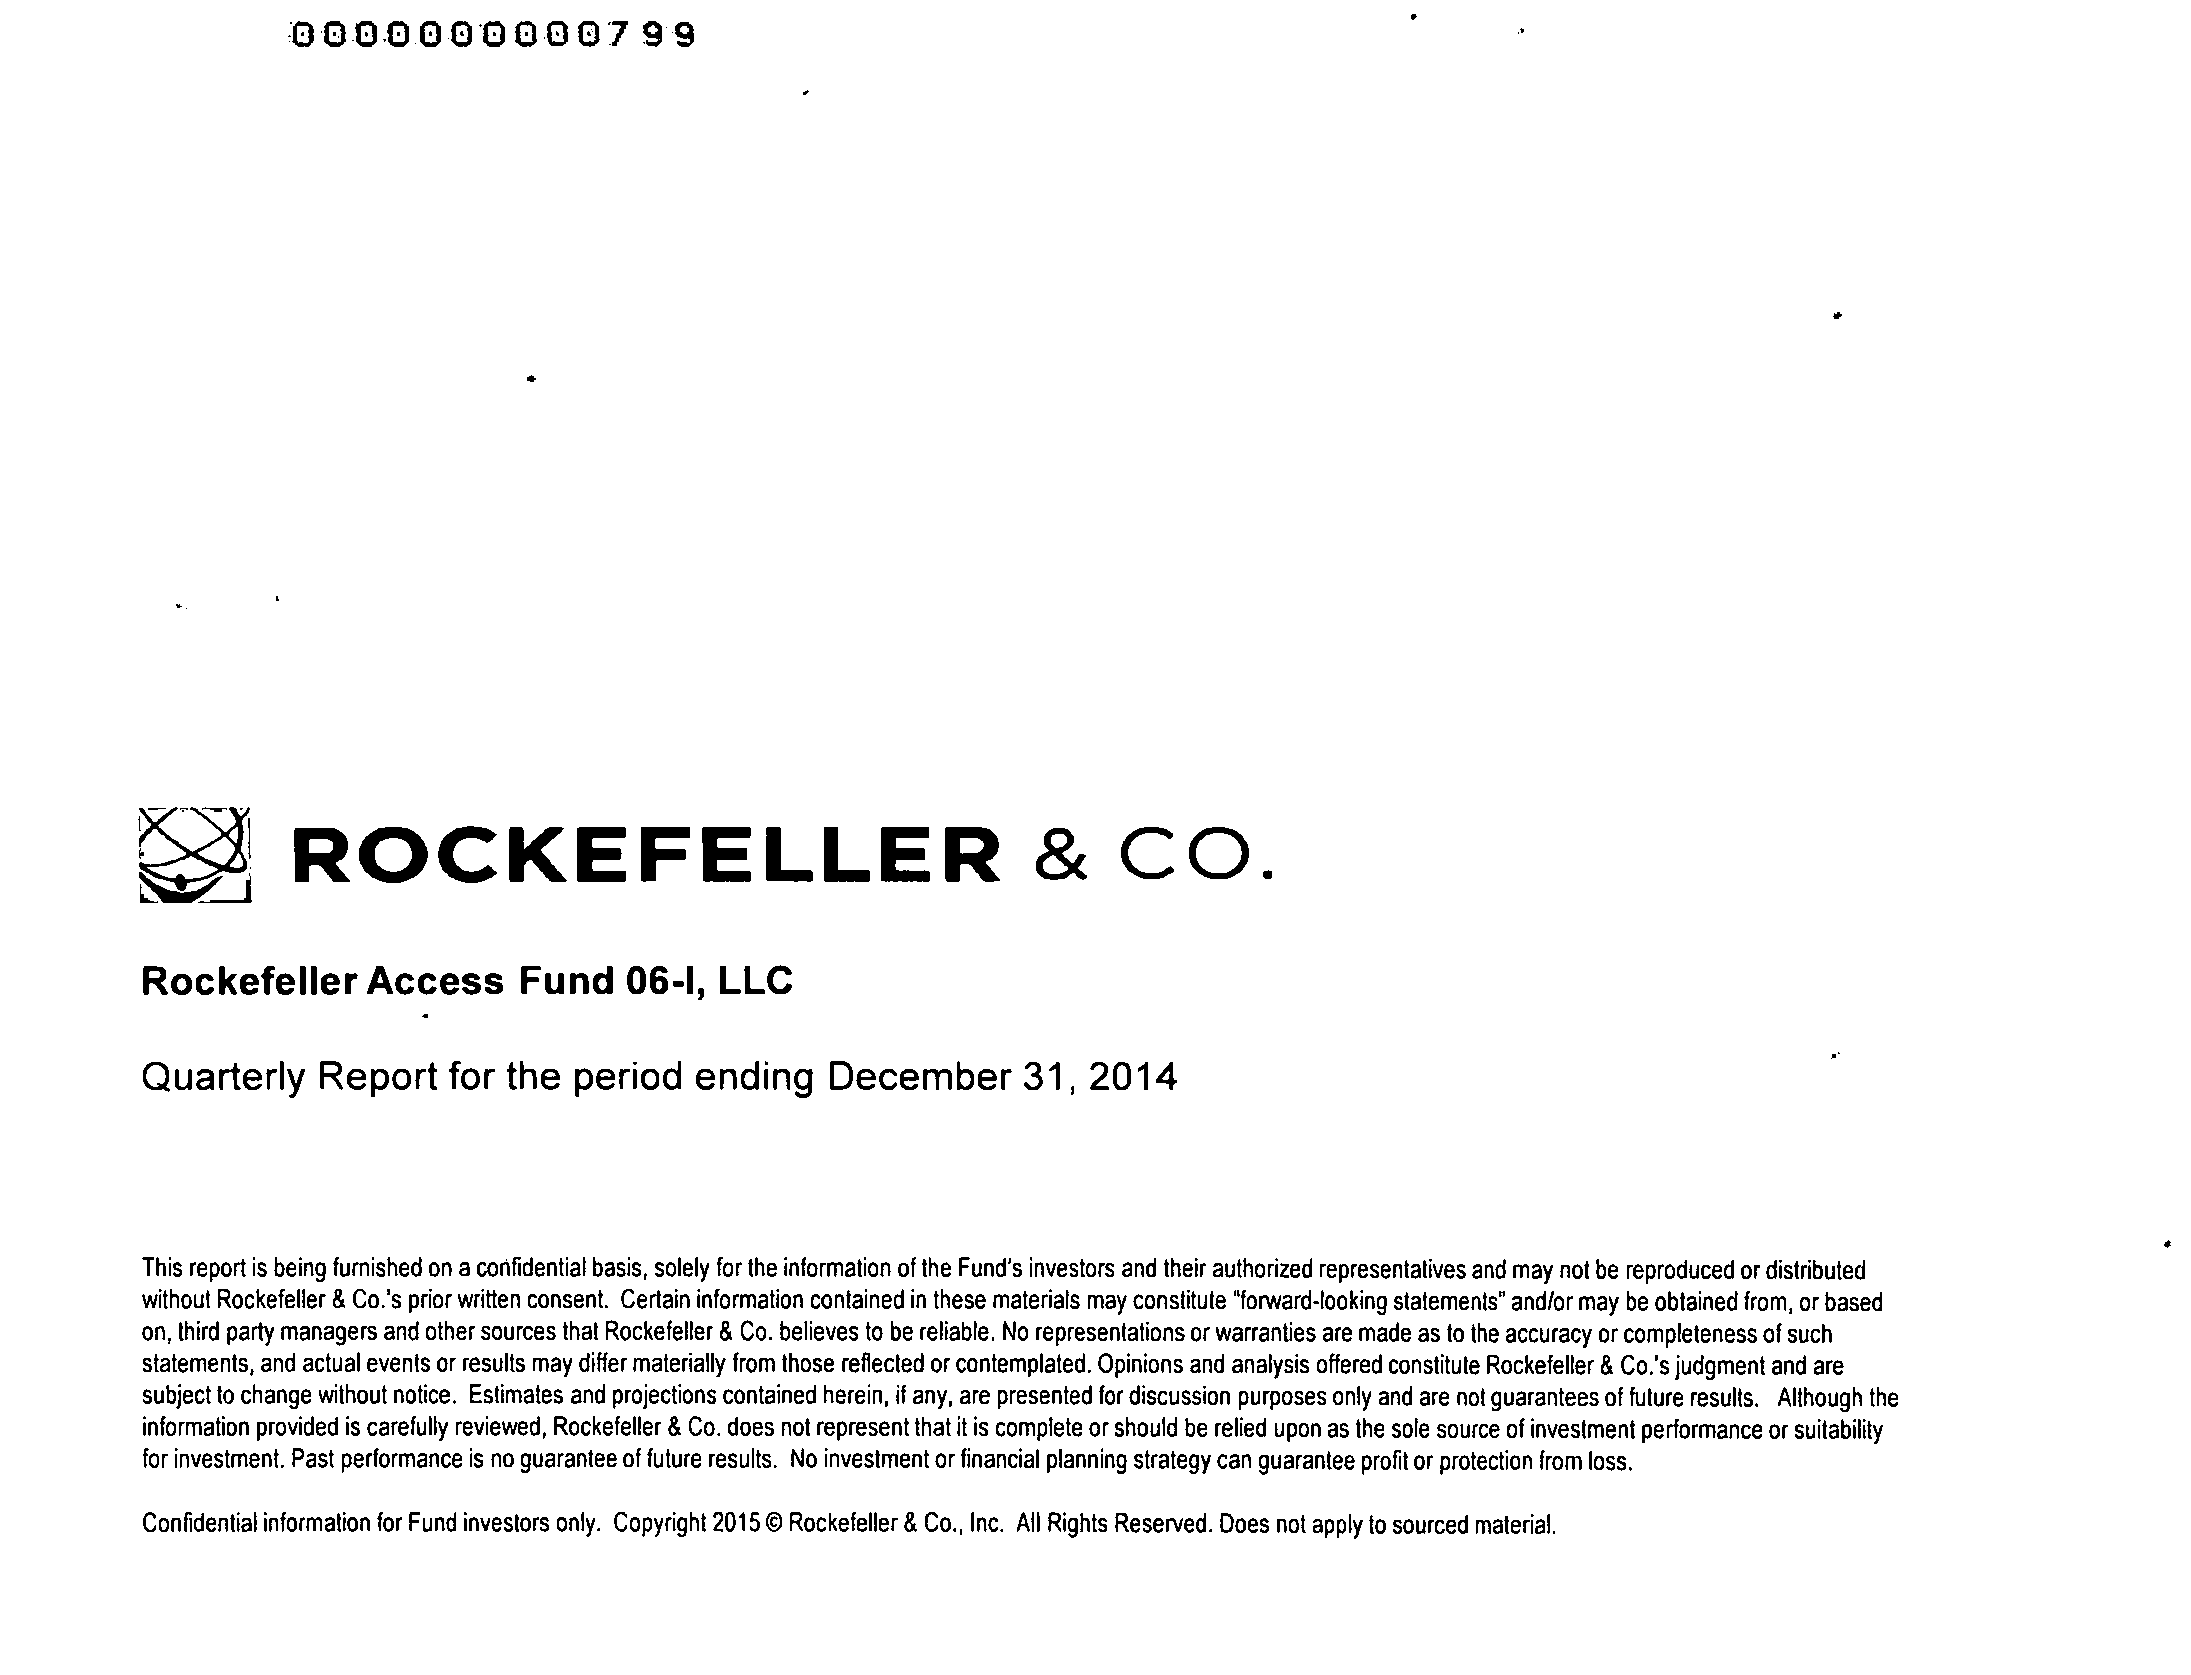 0000000000799
ROCKEFELLER & CO.
Rockefeller Access Fund 06-I, LLC
Quarterly Report for the period ending December 31, 2014
This report is being furnished on a confidential basis, solely for the information of the Fund's investors and their authorized representatives and may not be reproduced or distributed
without Rockefeller & Co.'s prior written consent. Certain information contained in these materials may constitute "forward-looking statements" and/or may be obtained from, or based
on, third party managers and other sources that Rockefeller & Co. believes to be reliable. No representations or warranties are made as to the accuracy or completeness of such
statements, and actual events or results may differ materially from those reflected or contemplated. Opinions and analysis offered constitute Rockefeller & Co.'s judgment and are
subject to change without notice. Estimates and projections contained herein, if any, are presented for discussion purposes only and are not guarantees of future results. Although the
information provided is carefully reviewed, Rockefeller & Co. does not represent that it is complete or should be relied upon as the sole source of investment performance or suitability
for investment. Past performance is no guarantee of future results. No investment or financial planning strategy can guarantee profit or protection from loss.
Confidential information for Fund investors only. Copyright 2015 © Rockefeller & Co., Inc. All Rights Reserved. Does not apply to sourced material.